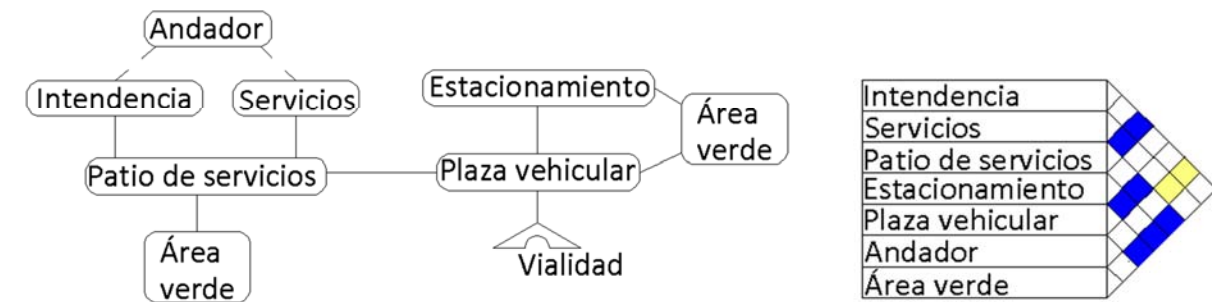 Andador
Intendencia
Servicios
Patio de servicios
Área
verde
Estacionamiento
Área
verde
Plaza vehicular
Vialidad
Intendencia
Servicios
Patio de servicios
Estacionamiento
Plaza vehicular
Andador
Área verde